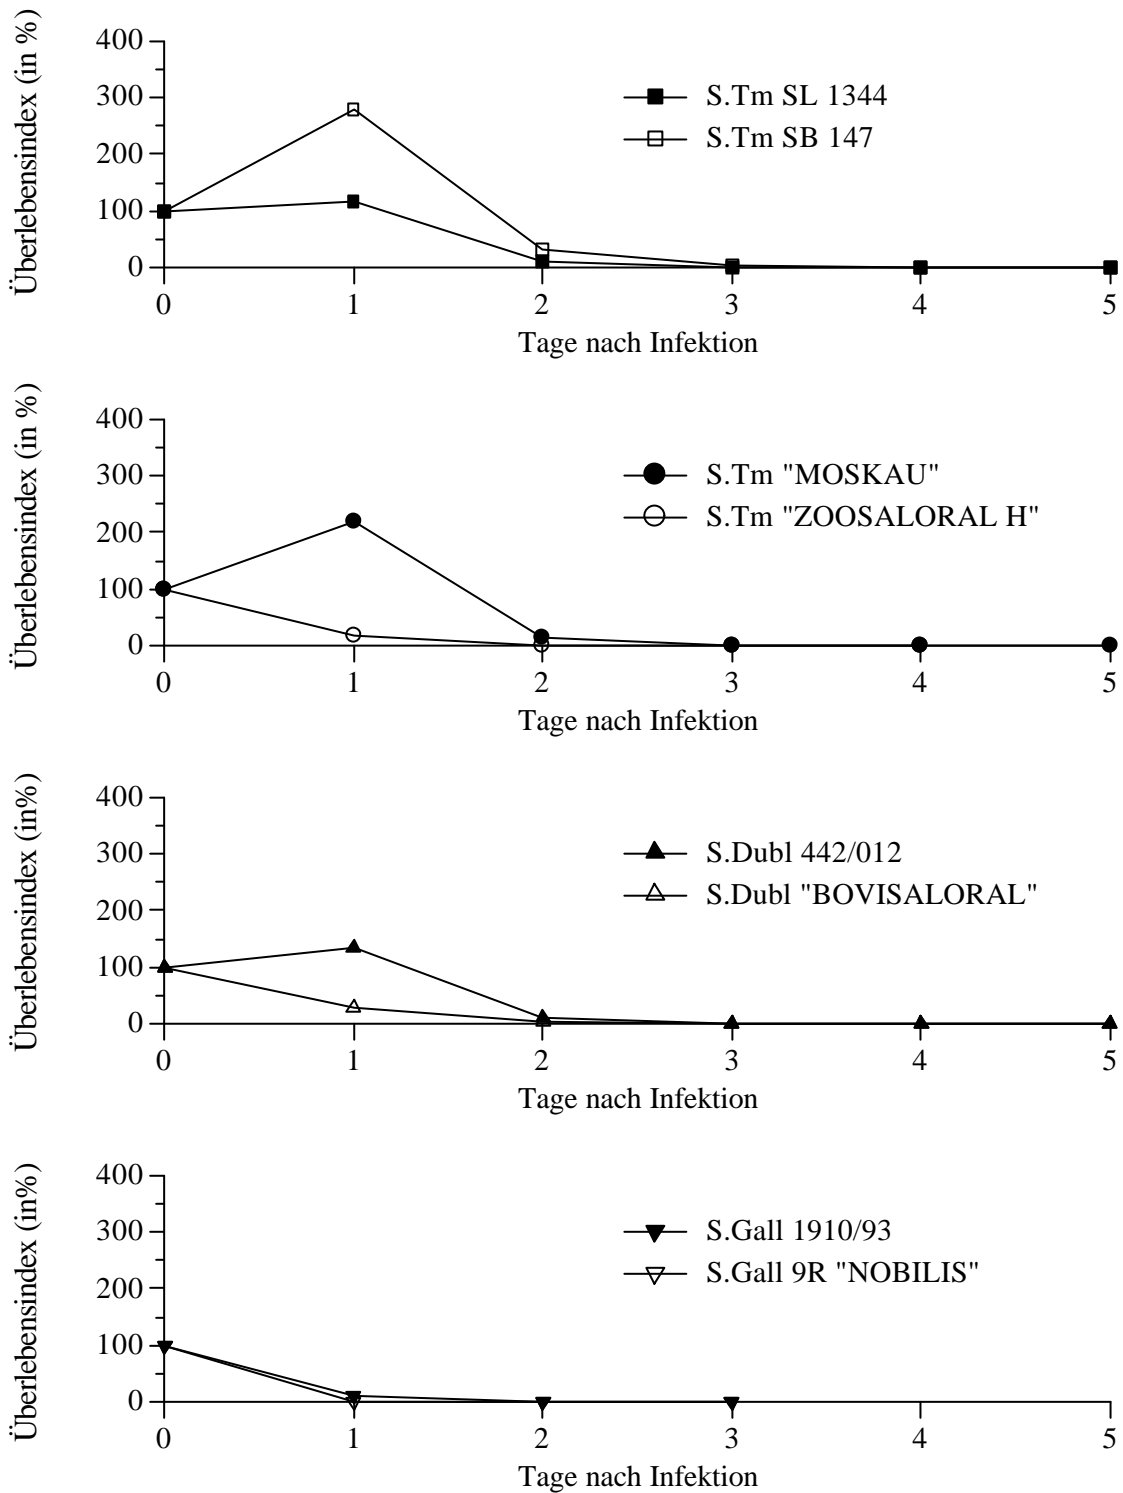 Überlebensindex (in %)
400
300
200
100
0
S.Tm SL 1344
S.Tm SB 147
0 1 2 3 4 5
Tage nach Infektion
Überlebensindex (in %)
400
300
200
100
0
S.Tm "MOSKAU"
S.Tm "ZOOSALORAL H"
0 1 2 3 4 5
Tage nach Infektion
Überlebensindex (in%)
400
300
200
100
0
S.Dubl 442/012
S.Dubl "BOVISALORAL"
0 1 2 3 4 5
Tage nach Infektion
Überlebensindex (in%)
400
300
200
100
0
S.Gall 1910/93
S.Gall 9R "NOBILIS"
0 1 2 3 4 5
Tage nach Infektion